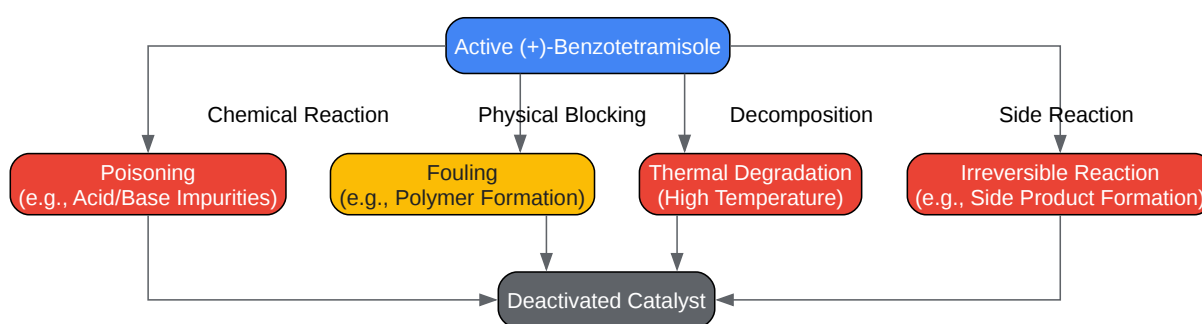 Active (+)-Benzotetramisole
Chemical Reaction
Physical Blocking
Decomposition
Side Reaction
Poisoning
(e.g., Acid/Base Impurities)
Fouling
(e.g., Polymer Formation)
Thermal Degradation
(High Temperature)
Irreversible Reaction
(e.g., Side Product Formation)
Deactivated Catalyst